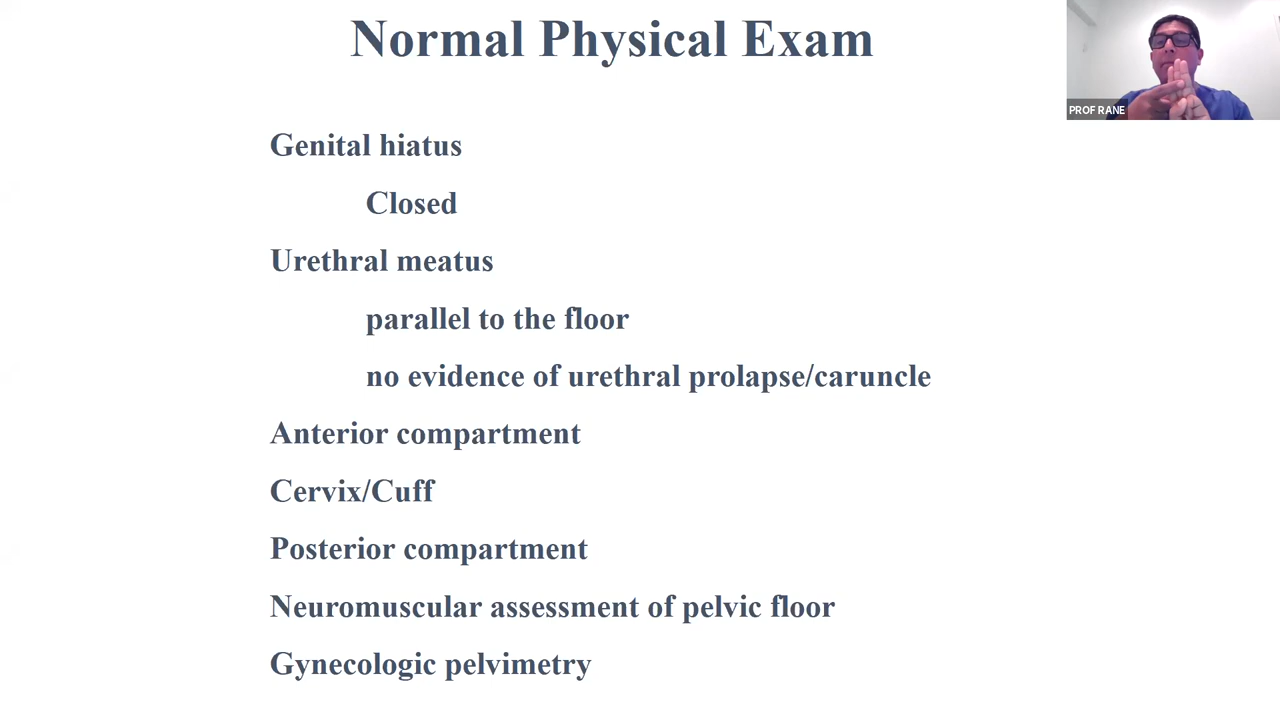 Normal Physical Exam
PROF RANE
Genital hiatus
Closed
Urethral meatus
parallel to the floor
no evidence of urethral prolapse/caruncle
Anterior compartment
Cervix/Cuff
Posterior compartment
Neuromuscular assessment of pelvic floor
Gynecologic pelvimetry